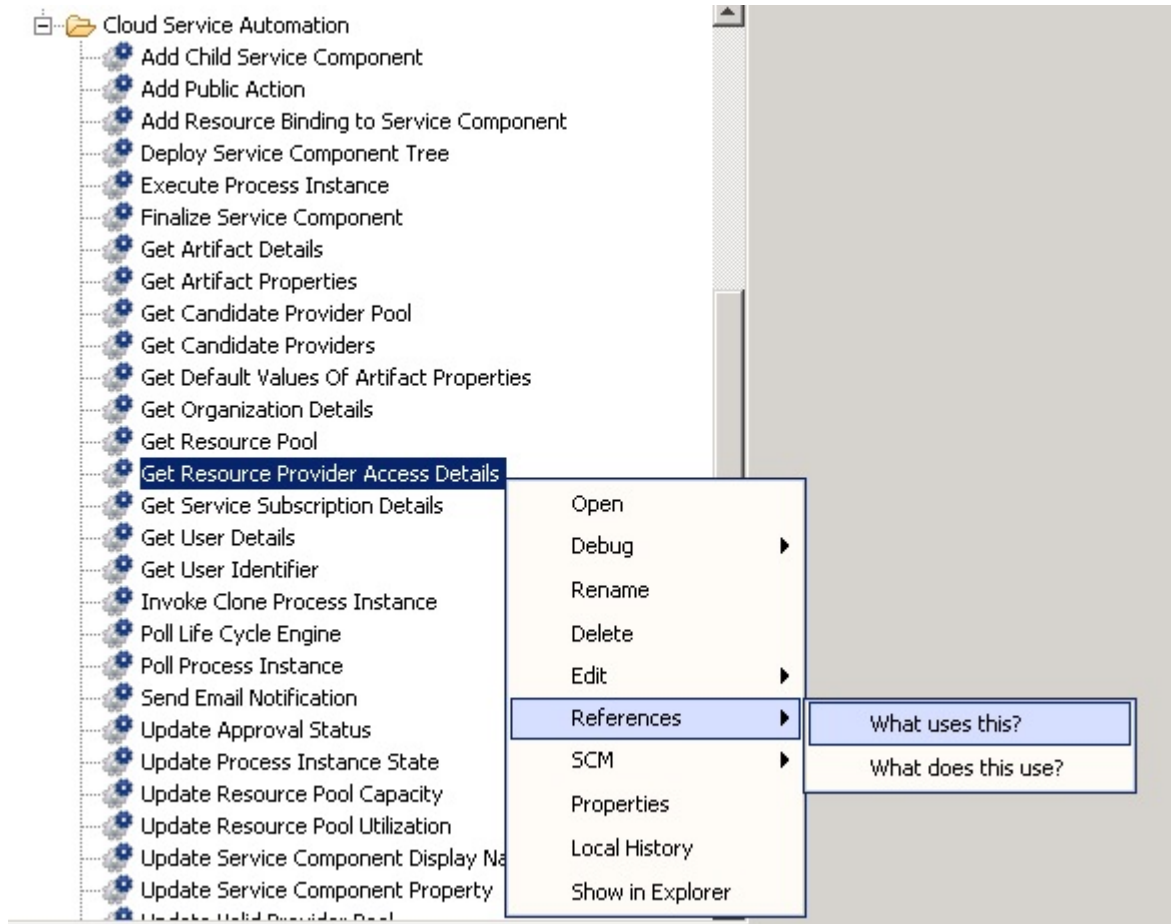 Cloud Service Automation
Add Child Service Component
Add Public Action
Add Resource Binding to Service Component
Deploy Service Component Tree
Execute Process Instance
Finalize Service Component
Get Artifact Details
Get Artifact Properties
Get Candidate Provider Pool
Get Candidate Providers
Get Default Values Of Artifact Properties
Get Organization Details
Get Resource Pool
Get Resource Provider Access Details
Get Service Subscription Details
Get User Details
Get User Identifier
Invoke Clone Process Instance
Poll Life Cycle Engine
Poll Process Instance
Send Email Notification
Update Approval Status
Update Process Instance State
Update Resource Pool Capacity
Update Resource Pool Utilization
Update Service Component Display Na
Update Service Component Property
Update Valid Provider Pool
Open
Debug
Rename
Delete
Edit
References
SCM
Properties
Local History
Show in Explorer
What uses this?
What does this use?